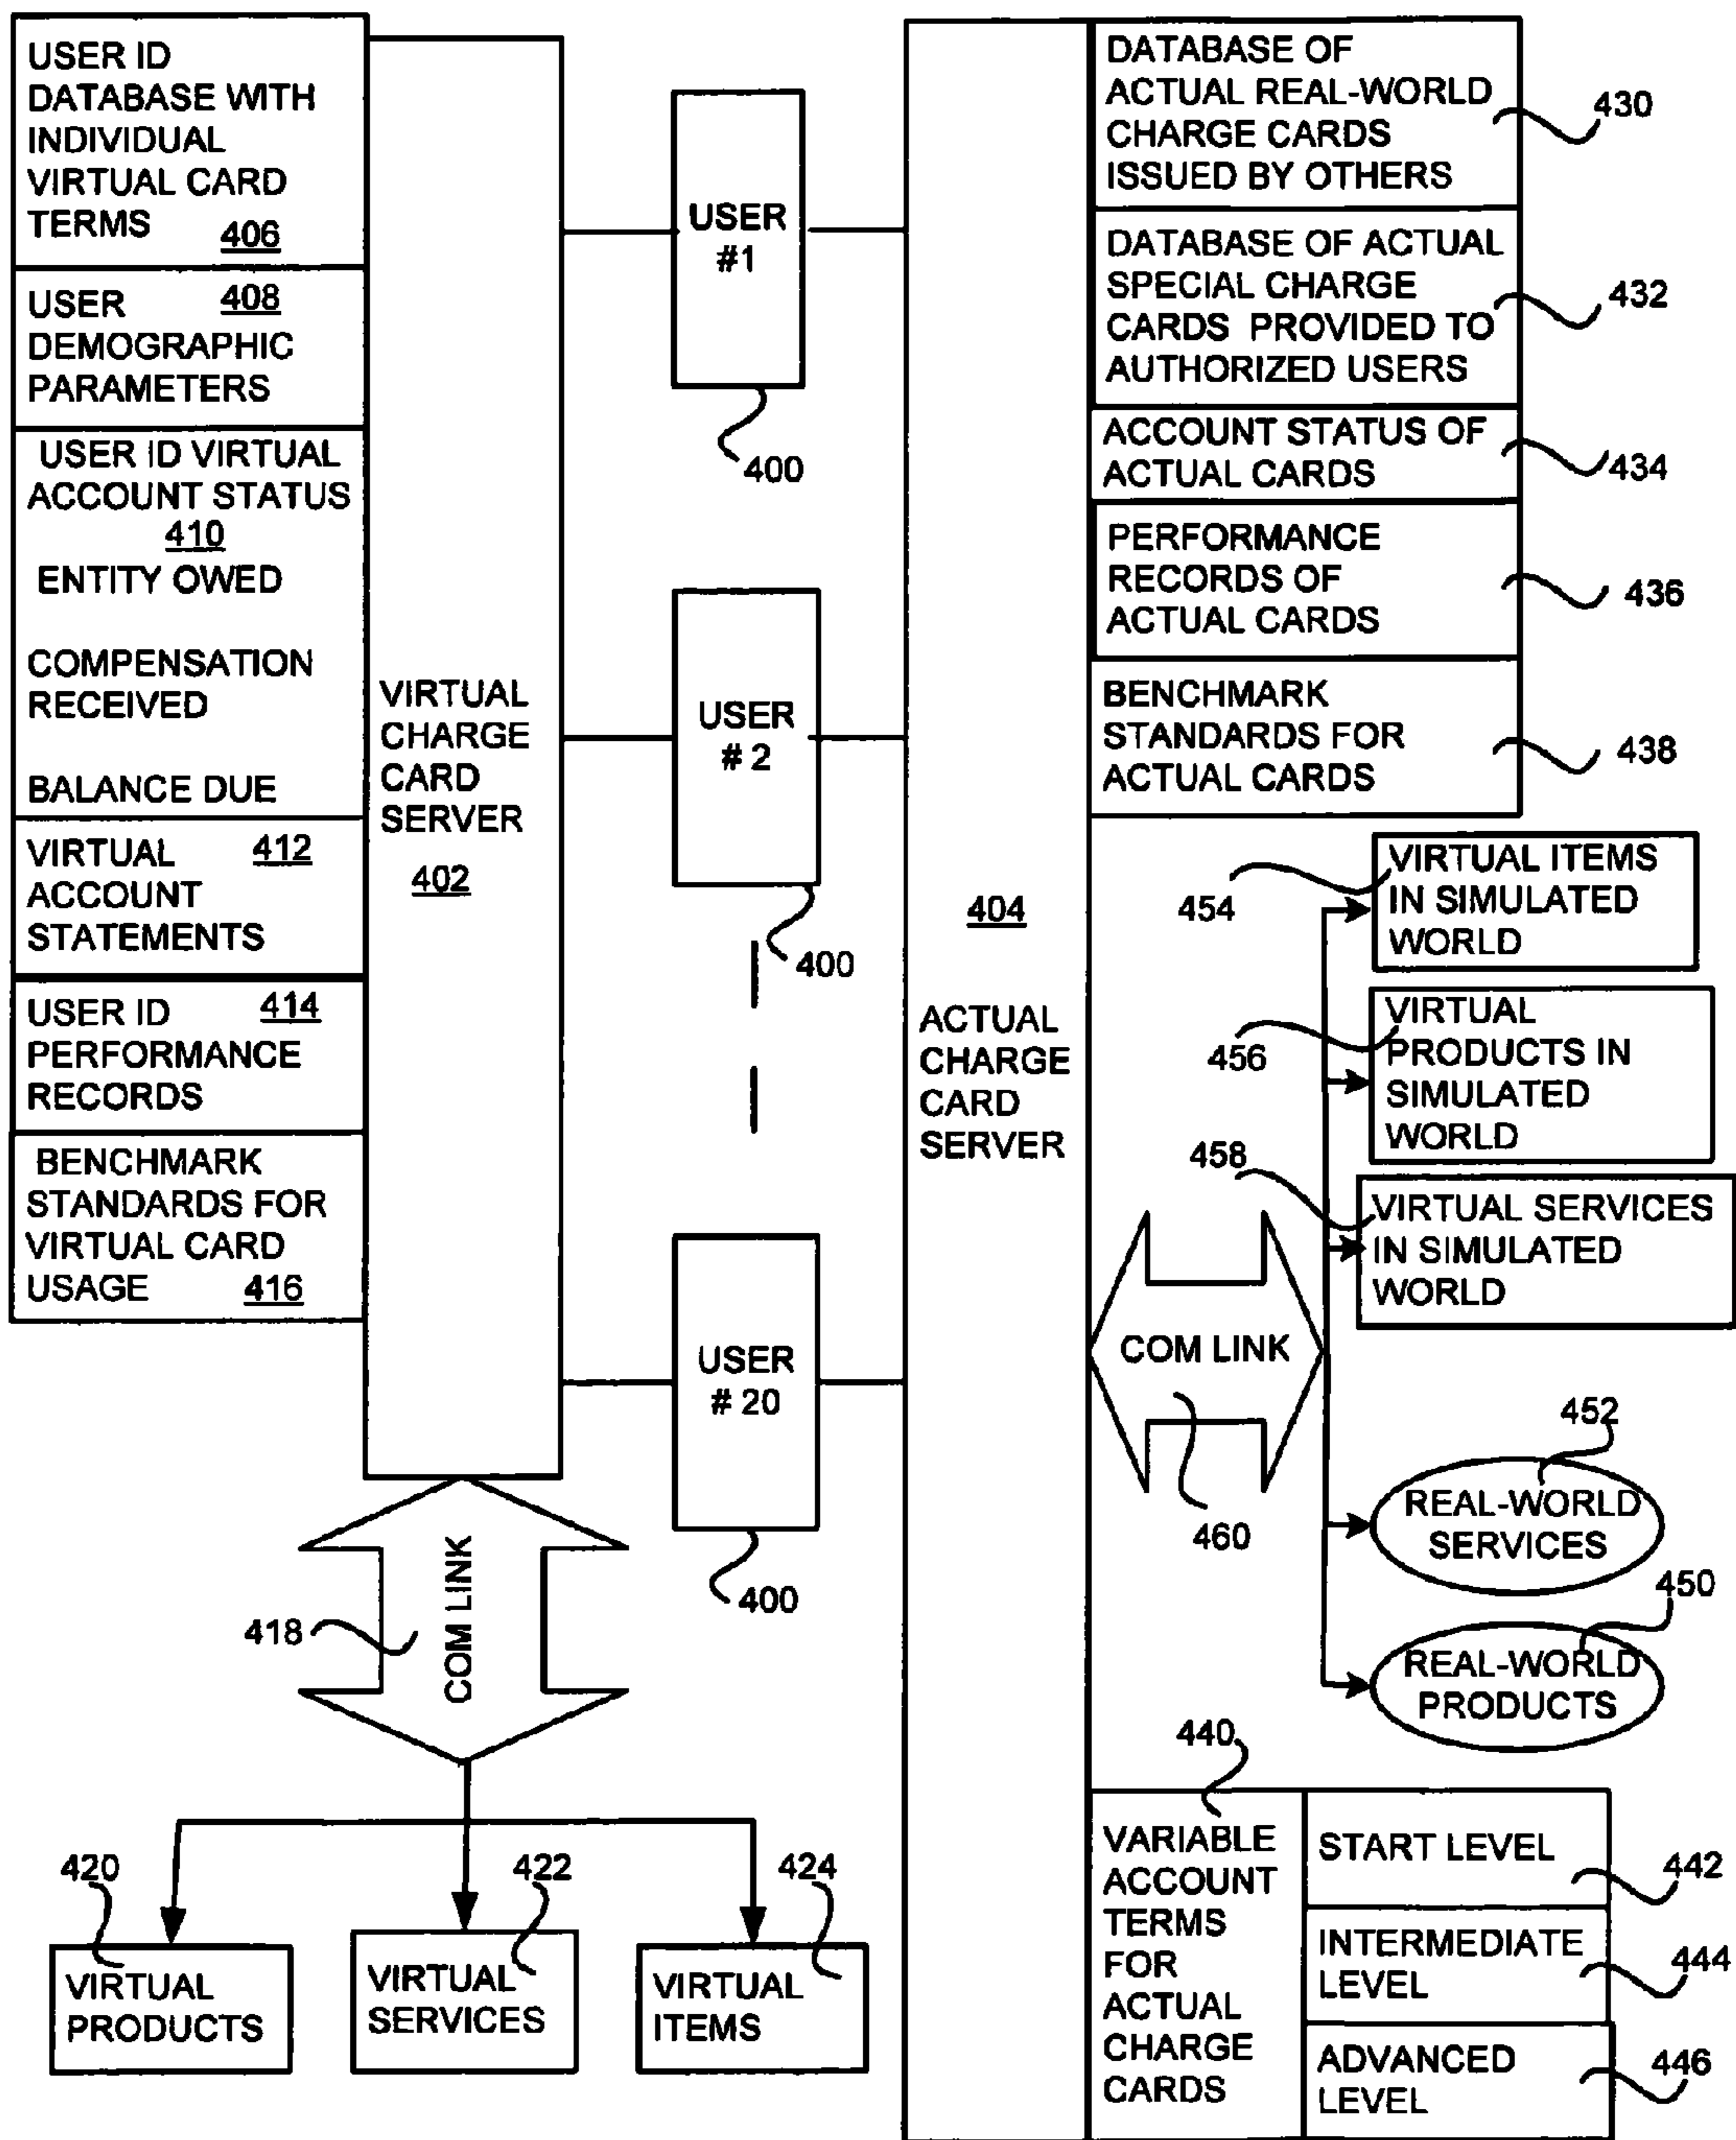 USER ID
DATABASE WITH
INDIVIDUAL
VIRTUAL CARD
TERMS 406
USER 408
DEMOGRAPHIC
PARAMETERS
USER ID VIRTUAL
ACCOUNT STATUS
410
ENTITY OWED
COMPENSATION
RECEIVED
BALANCE DUE
VIRTUAL 412
ACCOUNT
STATEMENTS
USER ID 414
PERFORMANCE
RECORDS
BENCHMARK
STANDARDS FOR
VIRTUAL CARD
USAGE 416
VIRTUAL
CHARGE
CARD
SERVER
402
USER
#1
400
USER
# 2
400
USER
# 20
400
404
ACTUAL
CHARGE
CARD
SERVER
DATABASE OF
ACTUAL REAL-WORLD
CHARGE CARDS
ISSUED BY OTHERS
430
DATABASE OF ACTUAL
SPECIAL CHARGE
CARDS PROVIDED TO
AUTHORIZED USERS
432
ACCOUNT STATUS OF
ACTUAL CARDS
434
PERFORMANCE
RECORDS OF
ACTUAL CARDS
436
BENCHMARK
STANDARDS FOR
ACTUAL CARDS
438
VIRTUAL ITEMS
IN SIMULATED
WORLD
454
VIRTUAL
PRODUCTS IN
SIMULATED
WORLD
456
458
VIRTUAL SERVICES
IN SIMULATED
WORLD
COM LINK
460
452
REAL-WORLD
SERVICES
450
REAL-WORLD
PRODUCTS
418
COM LINK
420
VIRTUAL
PRODUCTS
422
VIRTUAL
SERVICES
424
VIRTUAL
ITEMS
440
VARIABLE
ACCOUNT
TERMS
FOR
ACTUAL
CHARGE
CARDS
START LEVEL
442
INTERMEDIATE
LEVEL
444
ADVANCED
LEVEL
446